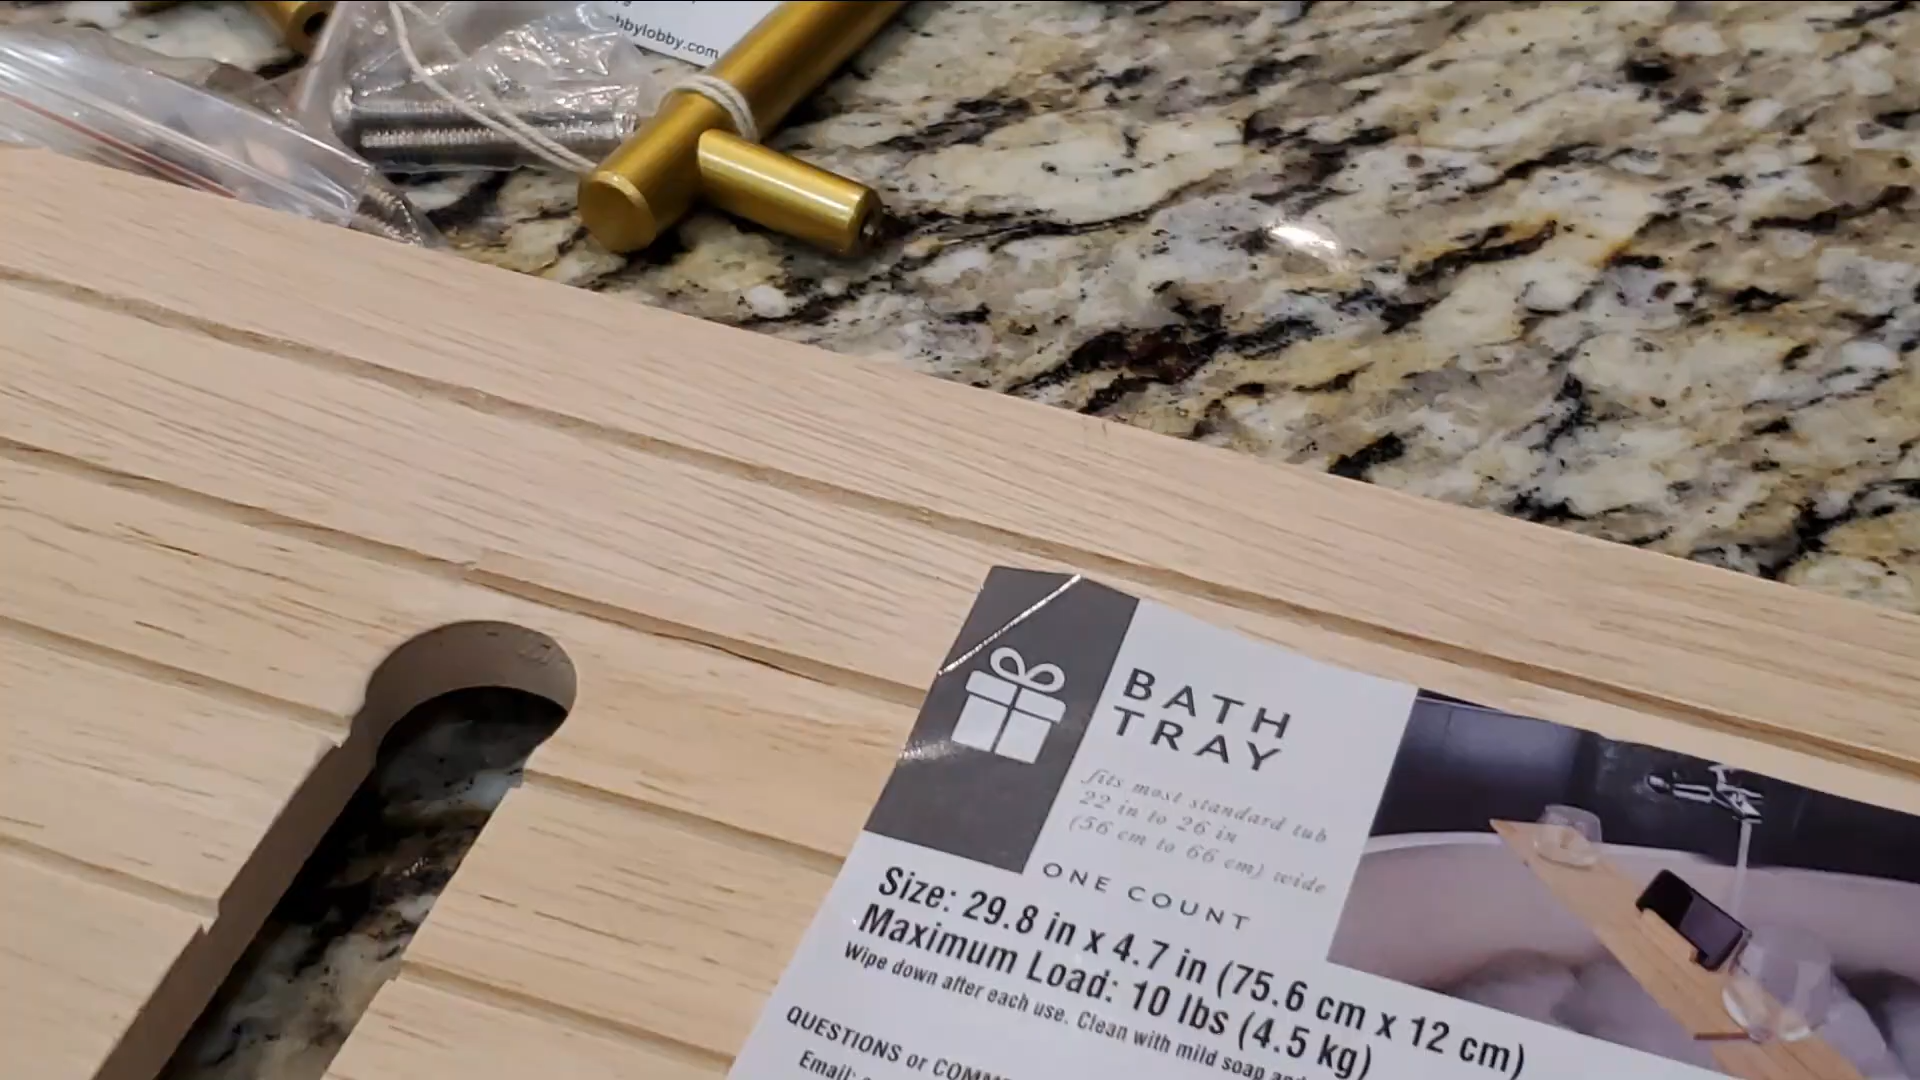 bbylobby.com
BATH
TRAY
fits most standard tub
22 in to 26 in
(56 cm to 66 cm) wide
ONE COUNT
Size: 29.8 in x 4.7 in (75.6 cm x 12 cm)
Maximum Load: 10 lbs (4.5 kg)
Wipe down after each use. Clean with mild soap and
QUESTIONS or COMM
Email: